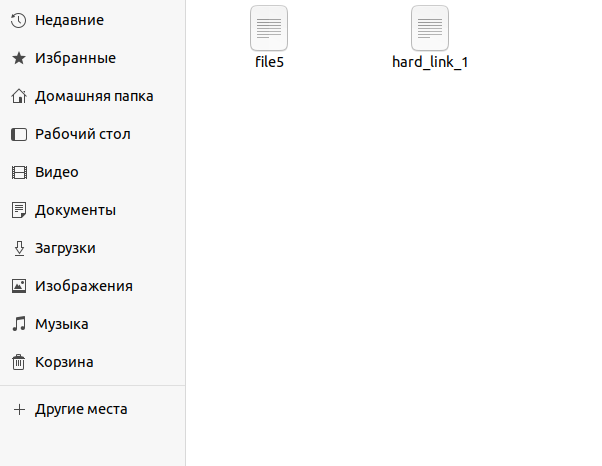 Недавние
Избранные
Домашняя папка
Рабочий стол
Видео
Документы
Загрузки
Изображения
Музыка
Корзина
Другие места
file5
hard_link_1